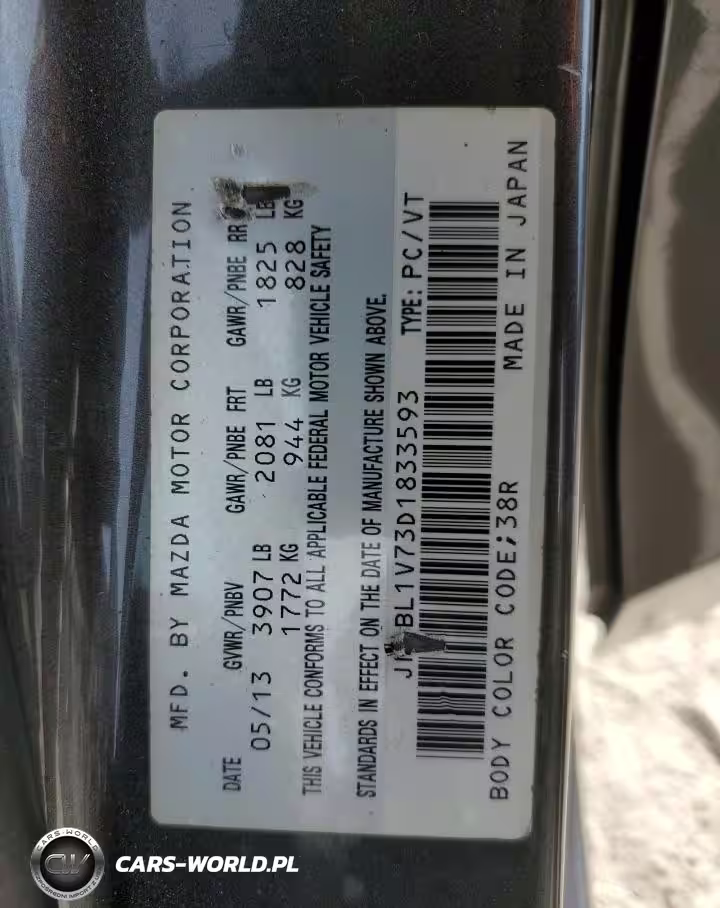 MFD. BY MAZDA MOTOR CORPORATION
DATE GVWR/PNBV GAWR/PNBE FRT GAWR/PNBE RR
05/13 3907 LB 2081 LB 1825 LB
1772 KG 944 KG 828 KG
THIS VEHICLE CONFORMS TO ALL APPLICABLE FEDERAL MOTOR VEHICLE SAFETY
STANDARDS IN EFFECT ON THE DATE OF MANUFACTURE SHOWN ABOVE.
BL1V73D1833593 TYPE: PC/VT
BODY COLOR CODE;38R MADE IN JAPAN
CARS-WORLD
CARS-WORLD.PL